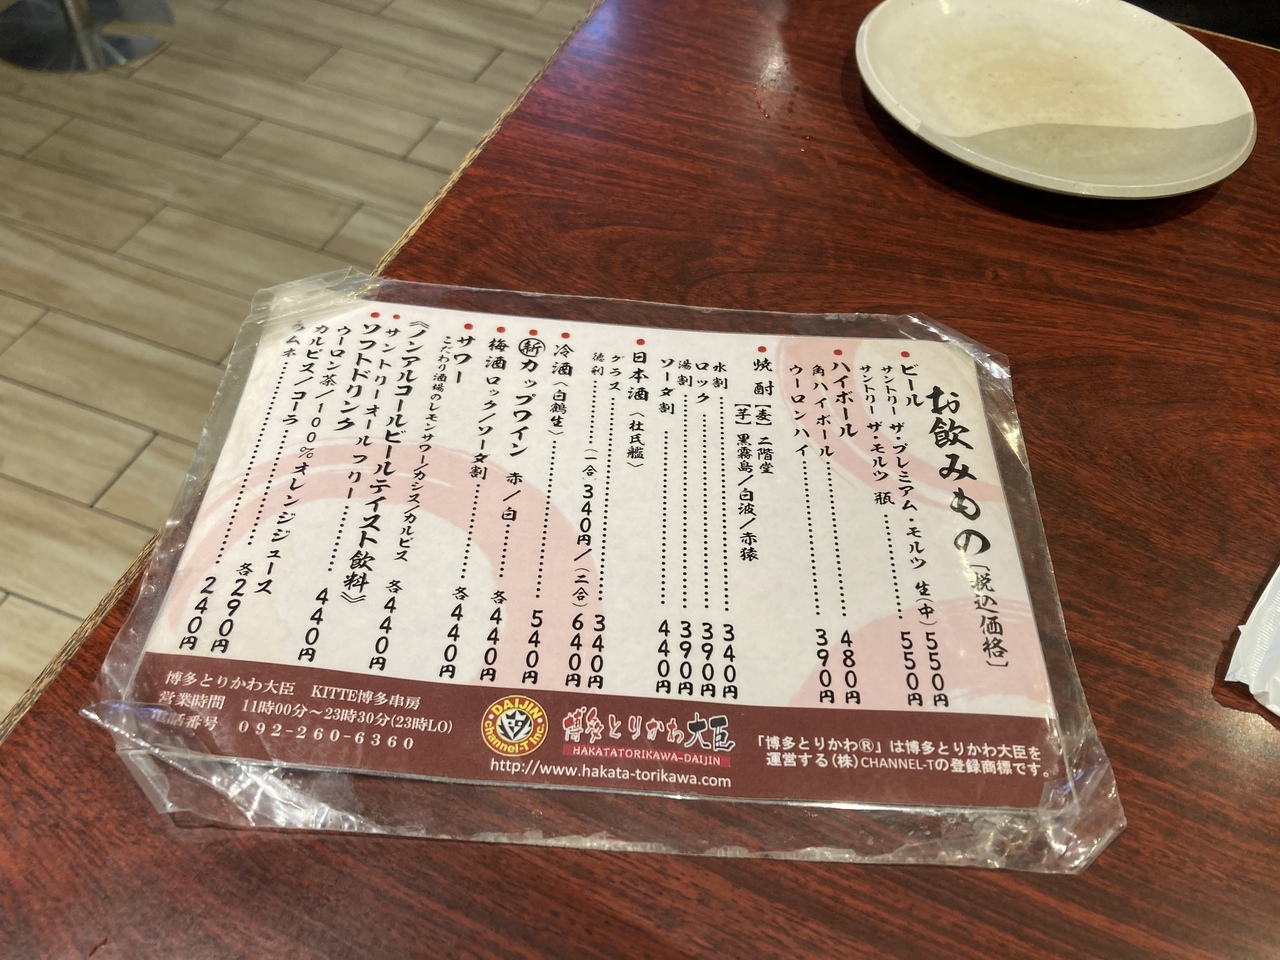 お飲みもの「税込価格」
ビール
サントリー ザ・プレミアム・モルツ 生(中)550円
サントリー ザ・モルツ 瓶550円
ハイボール
角ハイボール480円
ウーロンハイ390円
焼酎【麦】二階堂
【芋】黒霧島/白波/赤猿
水割340円
ロック390円
湯割390円
ソーダ割440円
日本酒(杜氏鑑)
グラス340円
徳利(一合)340円/(二合)640円
冷酒(白鶴生)640円
新カップワイン 赤/白540円
梅酒 ロック/ソーダ割各440円
サワー各440円
こだわり酒場のレモンサワー/カシス/カルピス 各440円
《ノンアルコールビールテイスト飲料》
サントリーオールフリー440円
ソフトドリンク
ウーロン茶/100%オレンジジュース
カルピス/コーラ各290円
ラムネ240円
博多とりかわ大臣 KITTE博多串房
営業時間 11時00分〜23時30分(23時LO)
電話番号 092-260-6360
DAIJIN
channel-T Inc.
博多とりかわ大臣
HAKATATORIKAWA-DAIJIN
http://www.hakata-torikawa.com
「博多とりかわ®」は博多とりかわ大臣を
運営する(株)CHANNEL-Tの登録商標です。